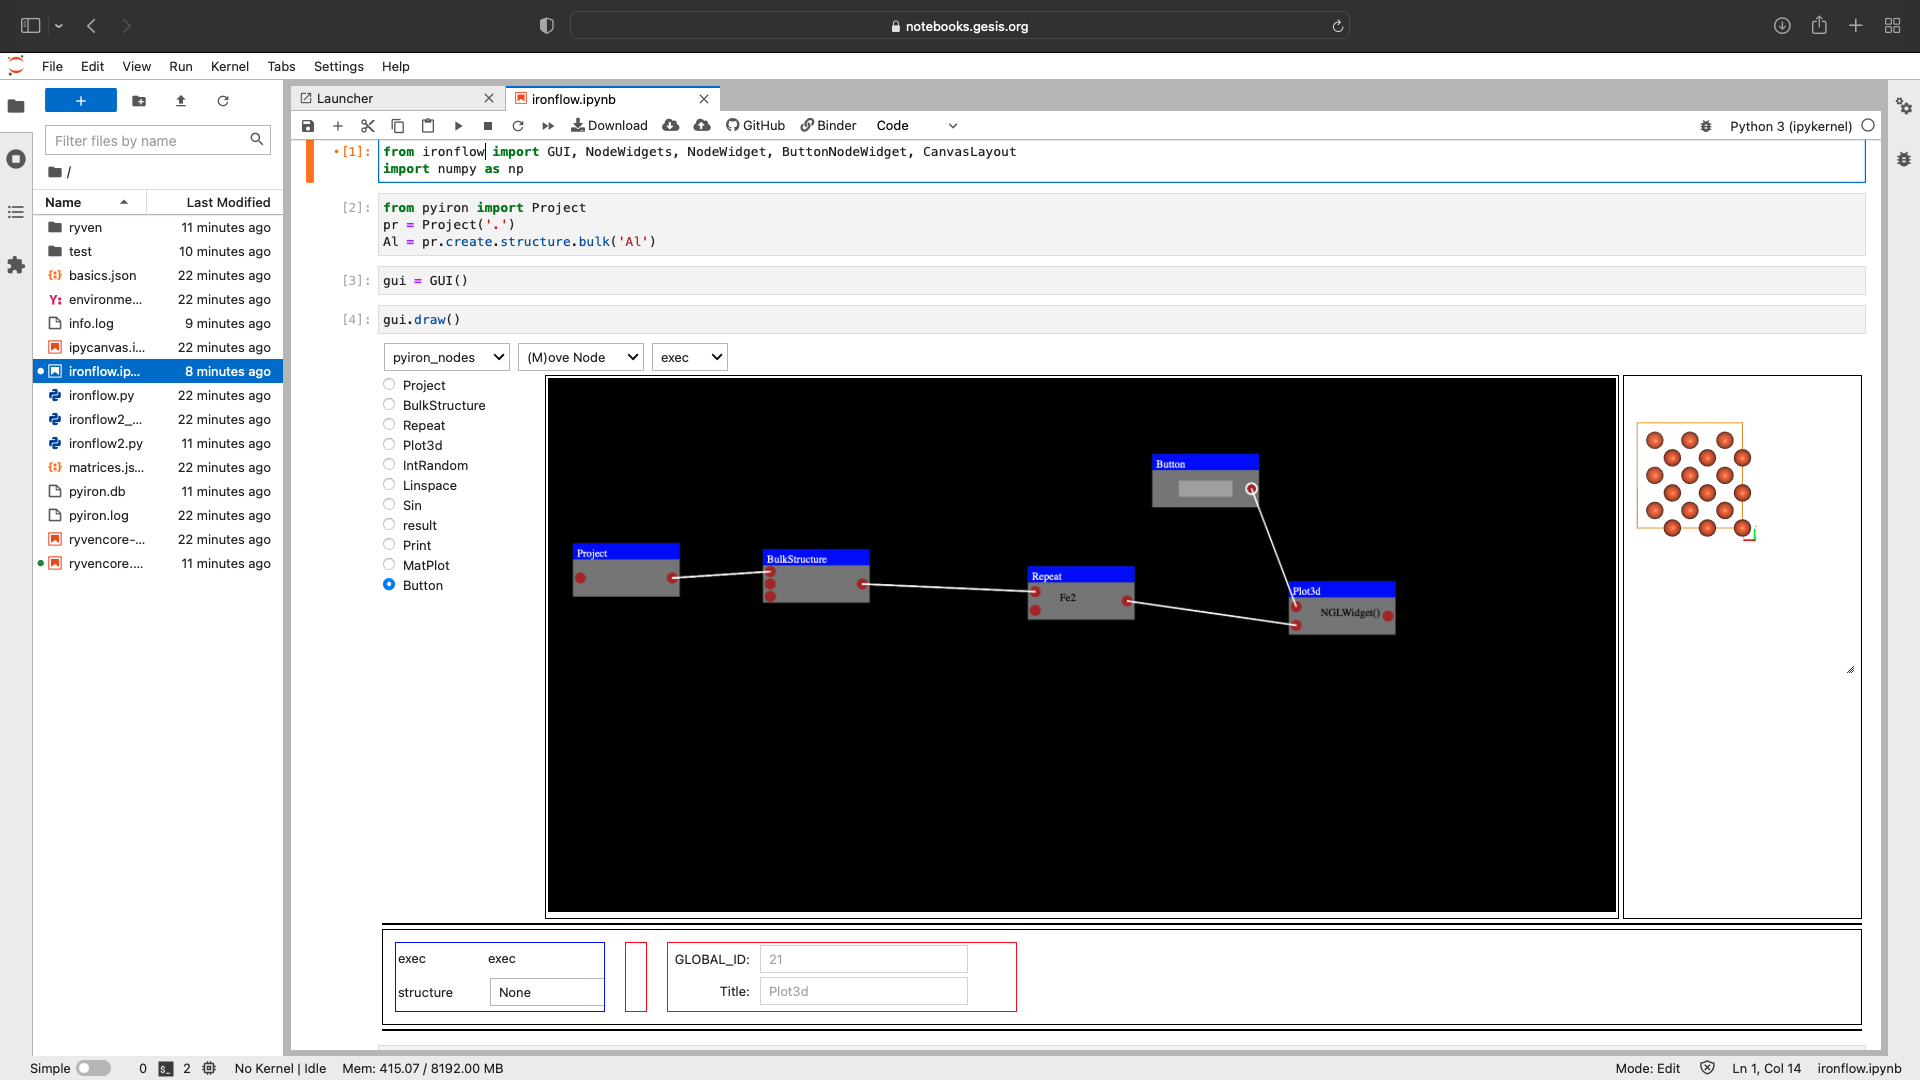 notebooks.gesis.org
File Edit View Run Kernel Tabs Settings Help
Launcher
ironflow.ipynb
Filter files by name
/
Name Last Modified
ryven 11 minutes ago
test 10 minutes ago
basics.json 22 minutes ago
Y: environme... 22 minutes ago
info.log 9 minutes ago
ipycanvas.i... 22 minutes ago
ironflow.ip... 8 minutes ago
ironflow.py 22 minutes ago
ironflow2_... 22 minutes ago
ironflow2.py 11 minutes ago
matrices.js... 22 minutes ago
pyiron.db 11 minutes ago
pyiron.log 22 minutes ago
ryvencore-... 22 minutes ago
ryvencore.... 11 minutes ago
Download GitHub Binder Code Python 3 (ipykernel)
[1]: from ironflow import GUI, NodeWidgets, NodeWidget, ButtonNodeWidget, CanvasLayout
import numpy as np
[2]: from pyiron import Project
pr = Project('.')
Al = pr.create.structure.bulk('Al')
[3]: gui = GUI()
[4]: gui.draw()
pyiron_nodes (M)ove Node exec
Project
BulkStructure
Repeat
Plot3d
IntRandom
Linspace
Sin
result
Print
MatPlot
Button
Button
Project
BulkStructure
Repeat
Fe2
Plot3d
NGLWidget()
exec exec
structure None
GLOBAL_ID: 21
Title: Plot3d
Simple 0 2 No Kernel | Idle Mem: 415.07 / 8192.00 MB Mode: Edit Ln 1, Col 14 ironflow.ipynb